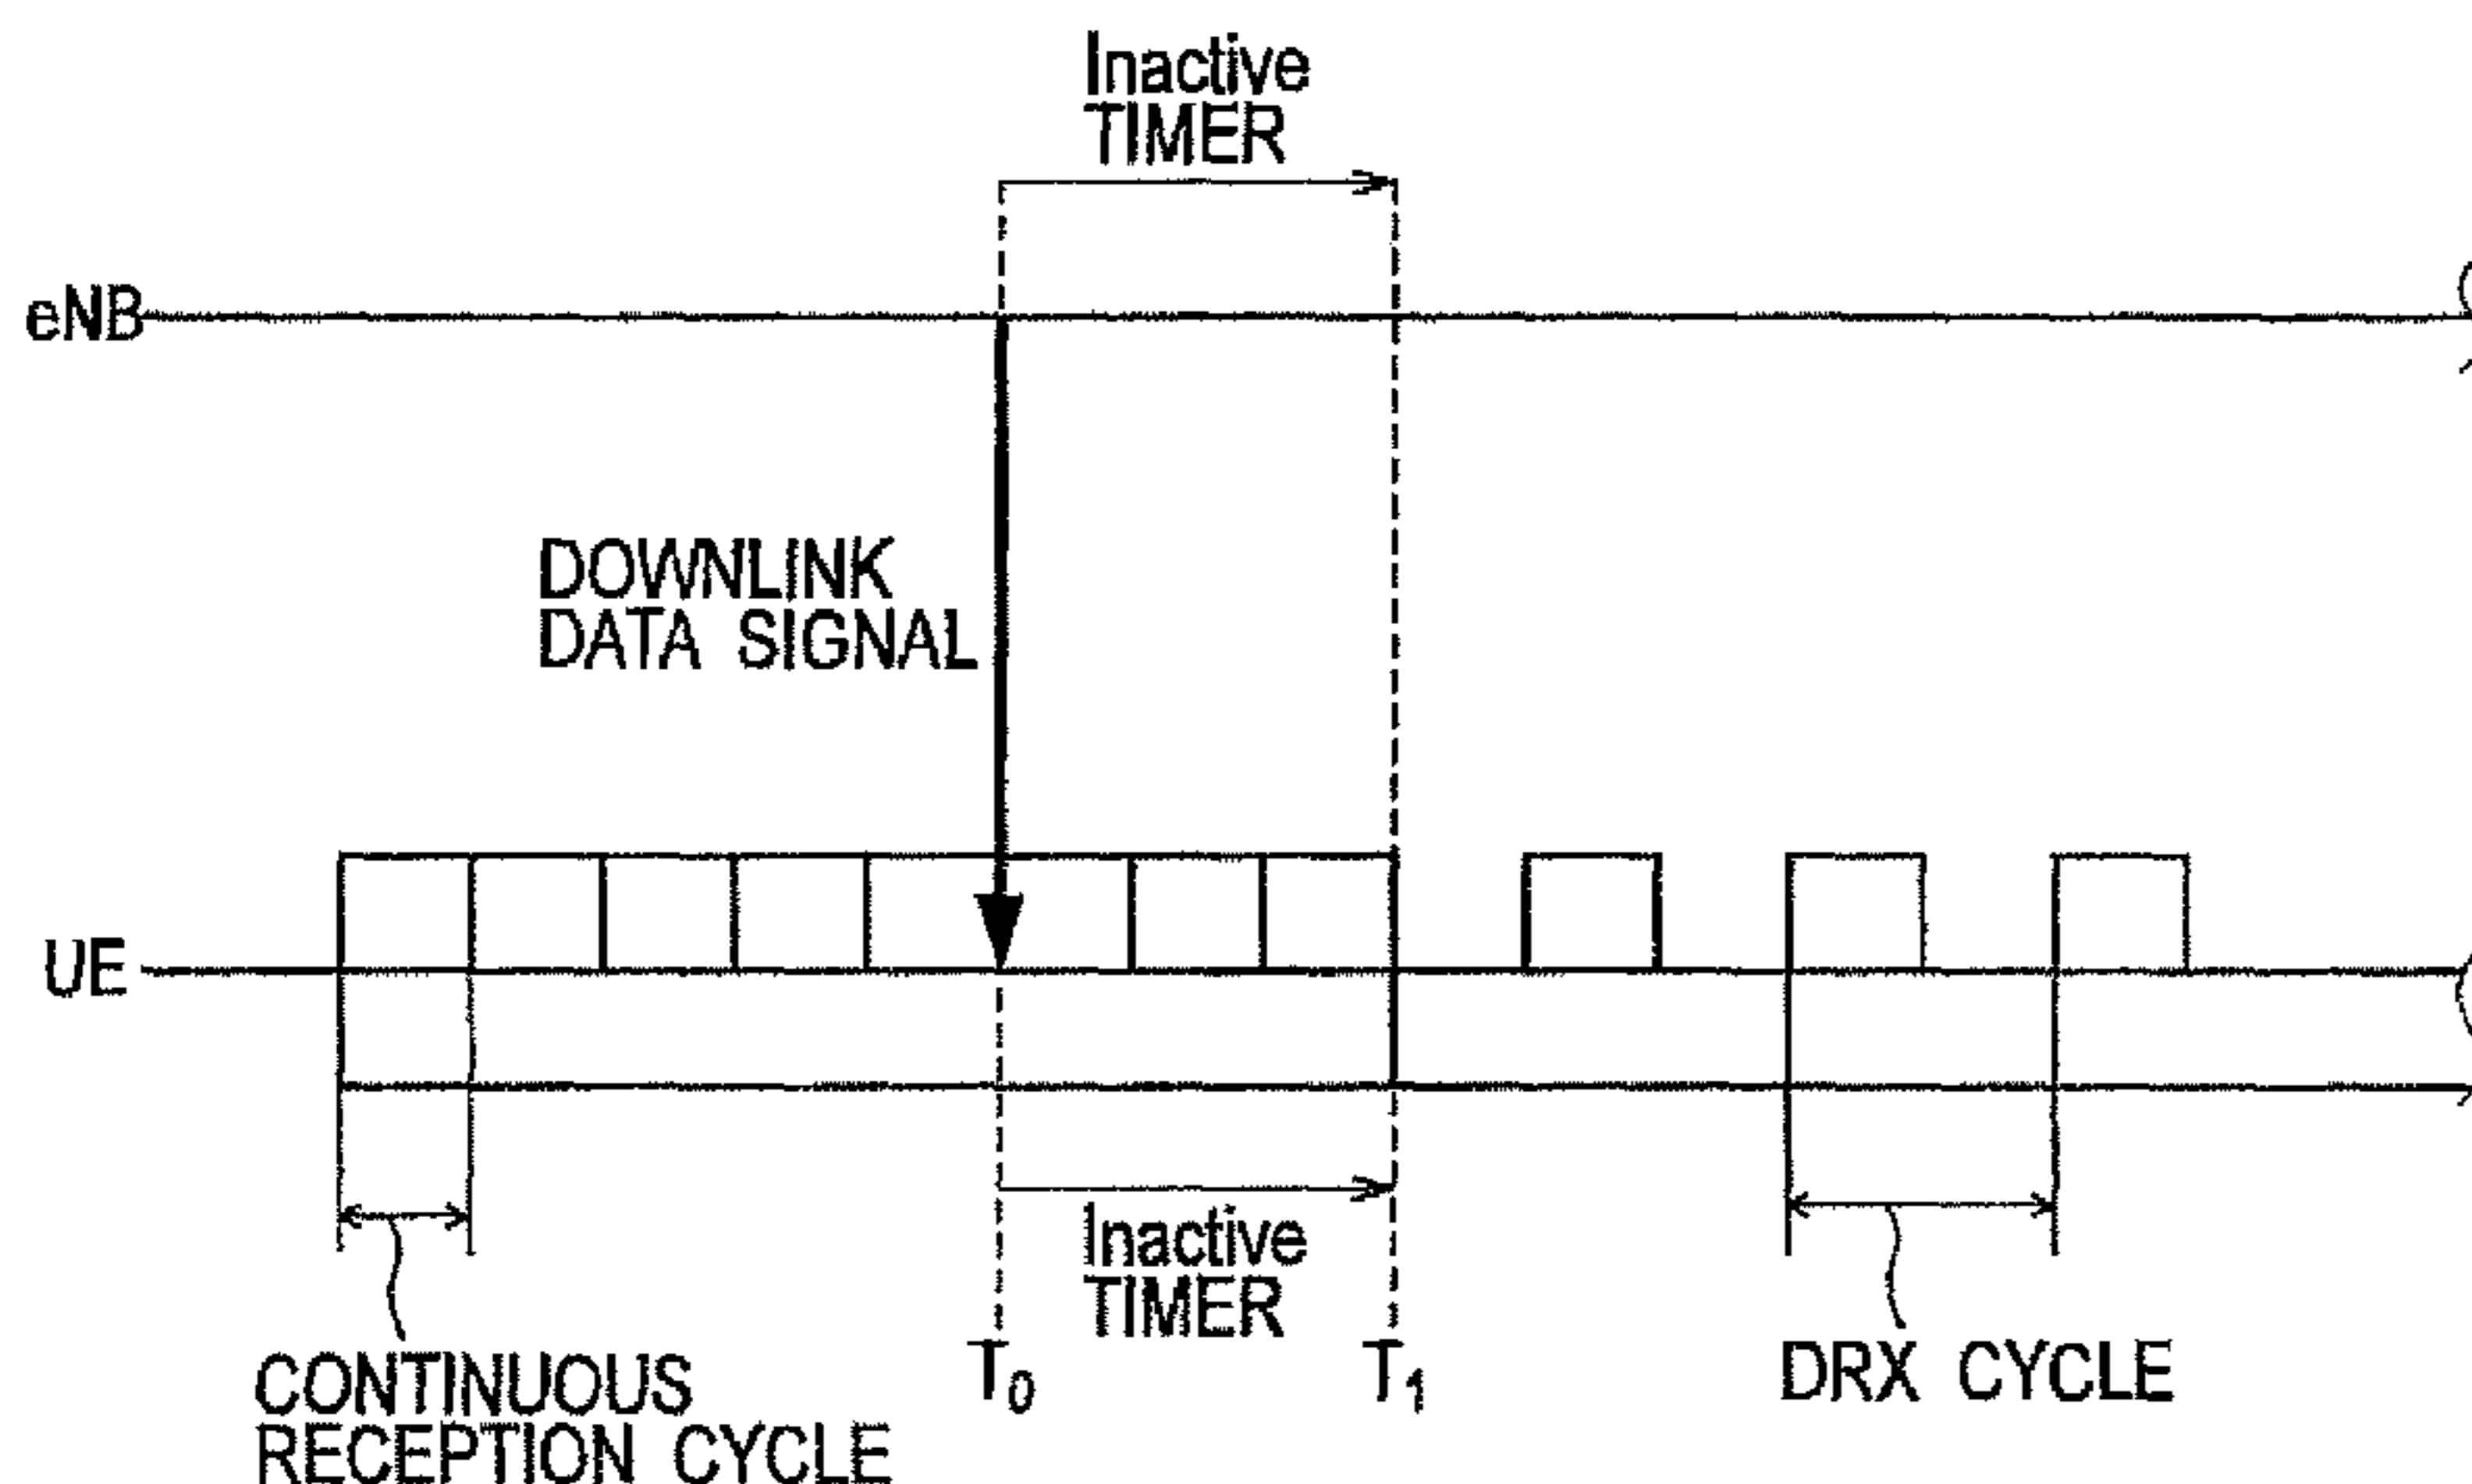 Inactive
TIMER
eNB
DOWNLINK
DATA SIGNAL
UE
Inactive
TIMER
T0
T1
CONTINUOUS
RECEPTION CYCLE
DRX CYCLE